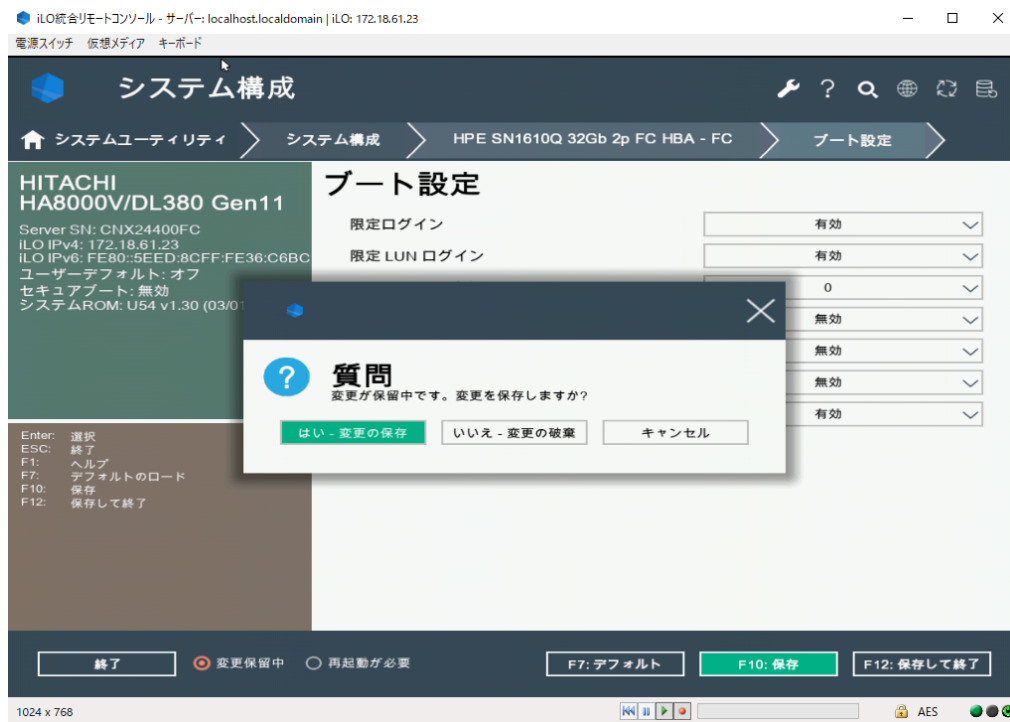 iLO統合リモートコンソール - サーバー: localhost.localdomain | iLO: 172.18.61.23
電源スイッチ 仮想メディア キーボード
システム構成
システムユーティリティ システム構成 HPE SN1610Q 32Gb 2p FC HBA - FC ブート設定
HITACHI
HA8000V/DL380 Gen11
Server SN: CNX24400FC
iLO IPv4: 172.18.61.23
iLO IPv6: FE80::5EED:8CFF:FE36:C6BC
ユーザーデフォルト: オフ
セキュアブート: 無効
システムROM: U54 v1.30 (03/01
Enter: 選択
ESC: 終了
F1: ヘルプ
F7: デフォルトのロード
F10: 保存
F12: 保存して終了
ブート設定
限定ログイン 有効
限定 LUN ログイン 有効
0
無効
無効
無効
有効
質問
変更が保留中です。変更を保存しますか?
はい - 変更の保存 いいえ - 変更の破棄 キャンセル
終了 変更保留中 再起動が必要 F7: デフォルト F10: 保存 F12: 保存して終了
1024 x 768 AES